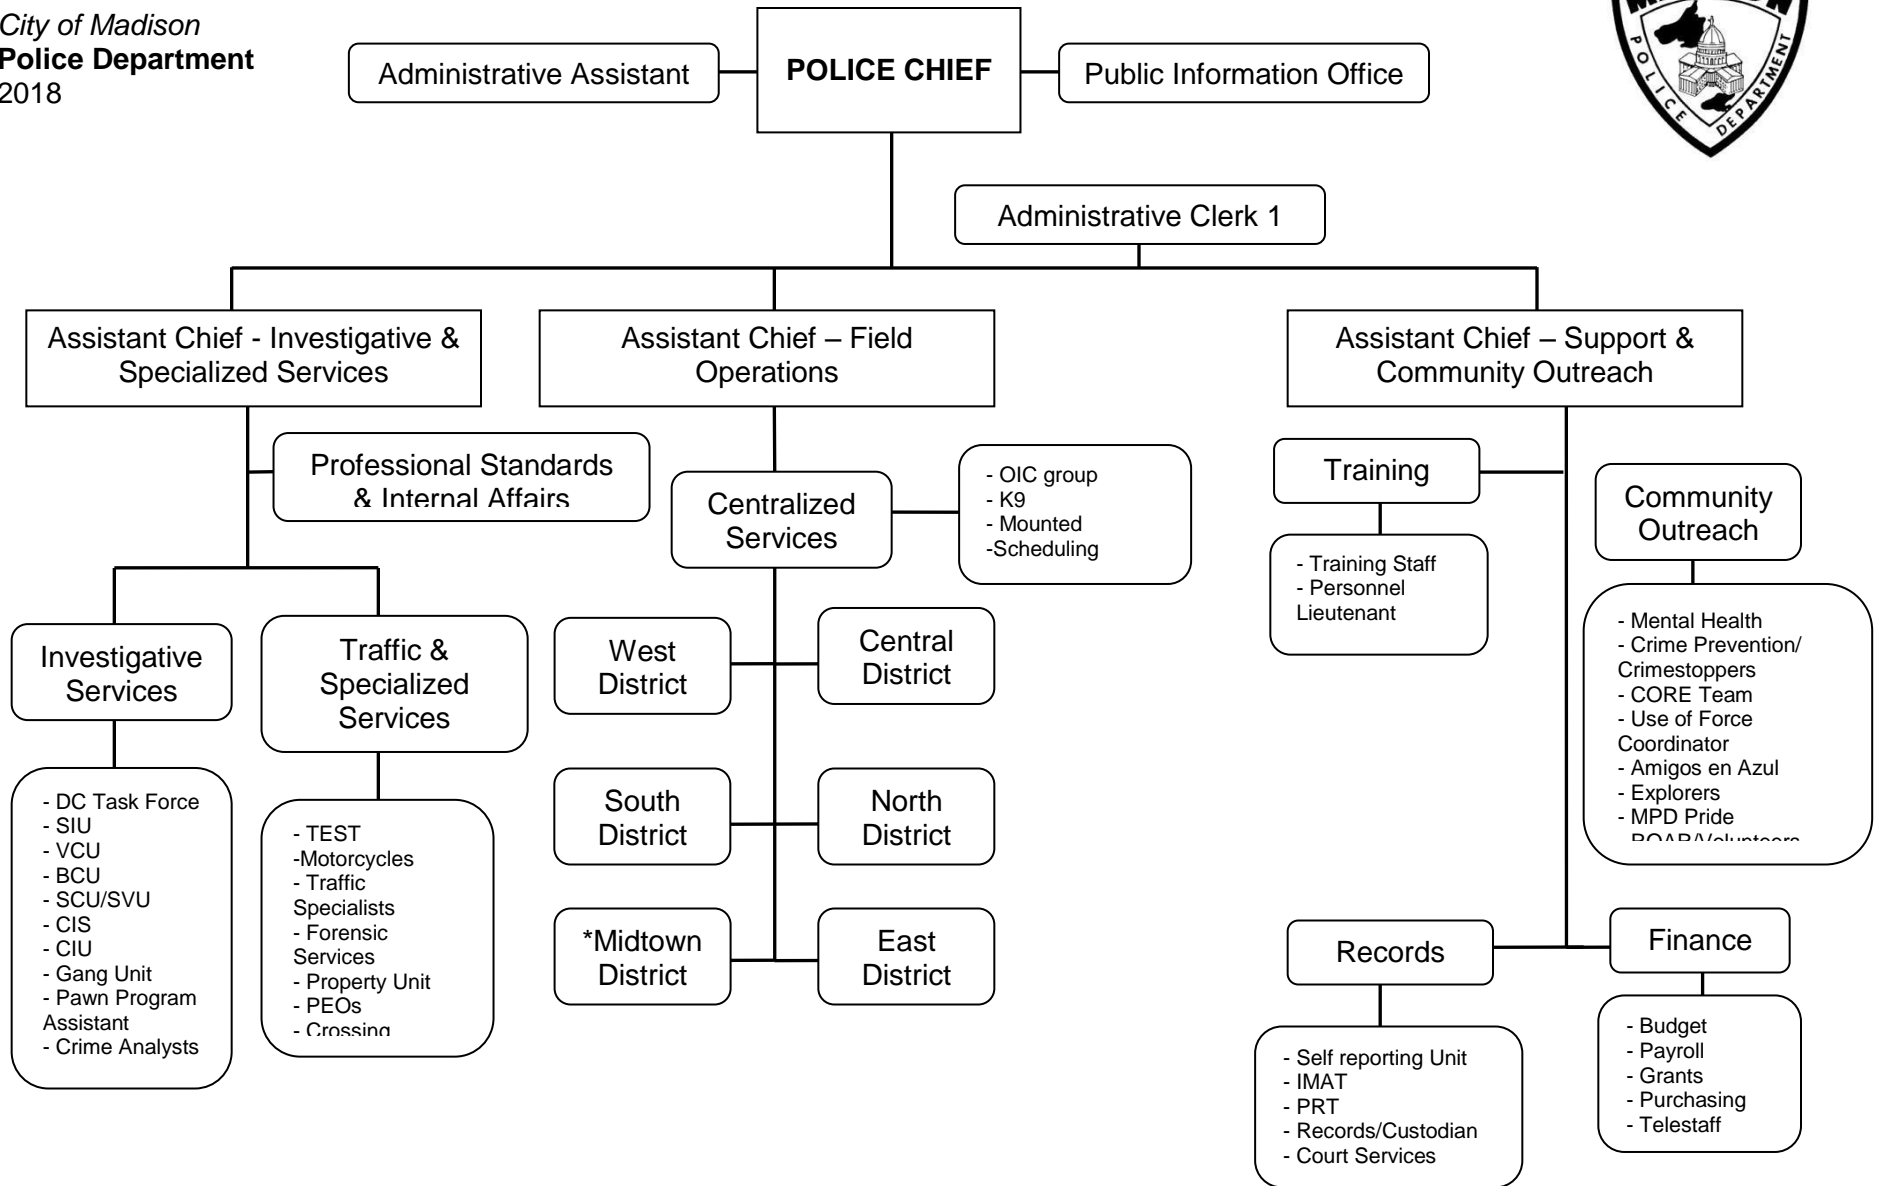 City of Madison
Police Department
2018
Administrative Assistant
POLICE CHIEF
Public Information Office
POLICE
DEPARTMENT
Administrative Clerk 1
Assistant Chief - Investigative &
Specialized Services
Assistant Chief – Field
Operations
Assistant Chief – Support &
Community Outreach
Professional Standards
& Internal Affairs
Centralized
Services
- OIC group
- K9
- Mounted
-Scheduling
Training
- Training Staff
- Personnel
Lieutenant
Community
Outreach
- Mental Health
- Crime Prevention/
Crimestoppers
- CORE Team
- Use of Force
Coordinator
- Amigos en Azul
- Explorers
- MPD Pride
Investigative
Services
Traffic &
Specialized
Services
West
District
Central
District
South
District
North
District
*Midtown
District
East
District
- DC Task Force
- SIU
- VCU
- BCU
- SCU/SVU
- CIS
- CIU
- Gang Unit
- Pawn Program
Assistant
- Crime Analysts
- TEST
-Motorcycles
- Traffic
Specialists
- Forensic
Services
- Property Unit
- PEOs
- Crossing
Records
Finance
- Self reporting Unit
- IMAT
- PRT
- Records/Custodian
- Court Services
- Budget
- Payroll
- Grants
- Purchasing
- Telestaff